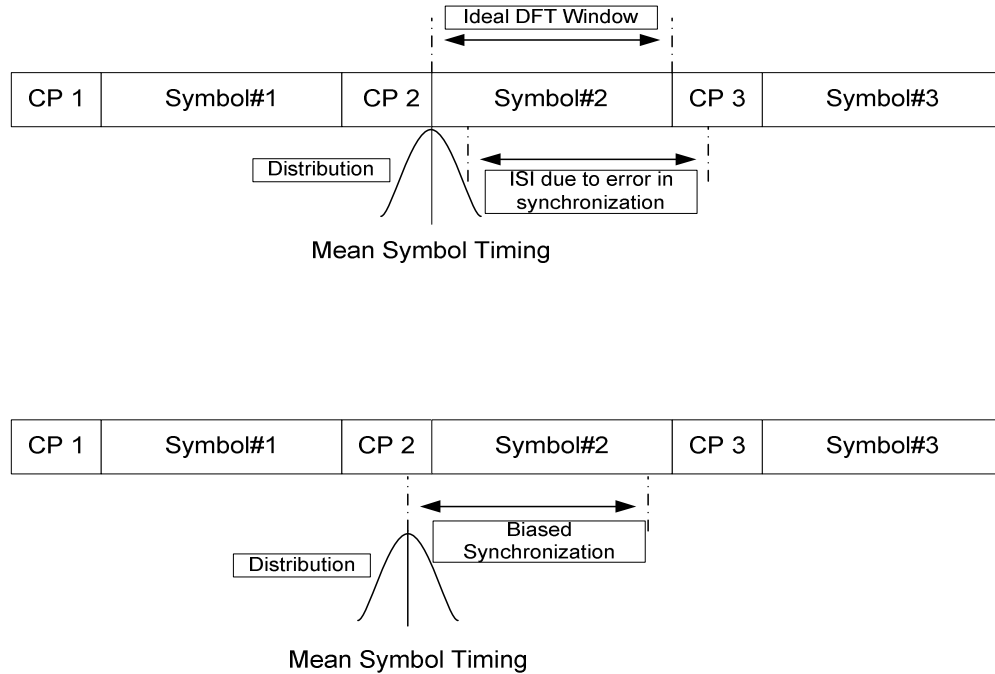 Ideal DFT Window
CP 1 Symbol#1 CP 2 Symbol#2 CP 3 Symbol#3
Distribution
ISI due to error in
synchronization
Mean Symbol Timing
CP 1 Symbol#1 CP 2 Symbol#2 CP 3 Symbol#3
Biased
Synchronization
Distribution
Mean Symbol Timing